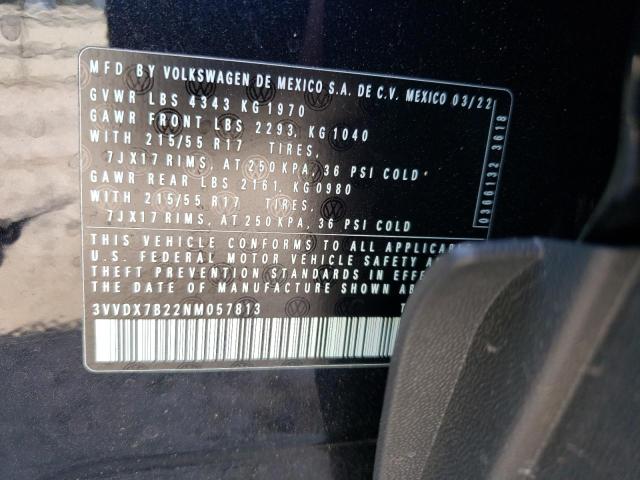 MFD BY VOLKSWAGEN DE MEXICO S.A. DE C.V. MEXICO 03/22
GVWR LBS 4343 KG 1970
GAWR FRONT LBS 2293, KG 1040
WITH 215/55 R17 TIRES,
7JX17 RIMS, AT 250 KPA, 36 PSI COLD
GAWR REAR LBS 2161, KG 0980
WITH 215/55 R17 TIRES,
7JX17 RIMS, AT 250 KPA, 36 PSI COLD
THIS VEHICLE CONFORMS TO ALL APPLICAB
U.S. FEDERAL MOTOR VEHICLE SAFETY A
THEFT PREVENTION STANDARDS IN EFFE
THE DATE OF MANUFACTURE SHOWN AB
3VVDX7B22NM057813 T
0366132 3618